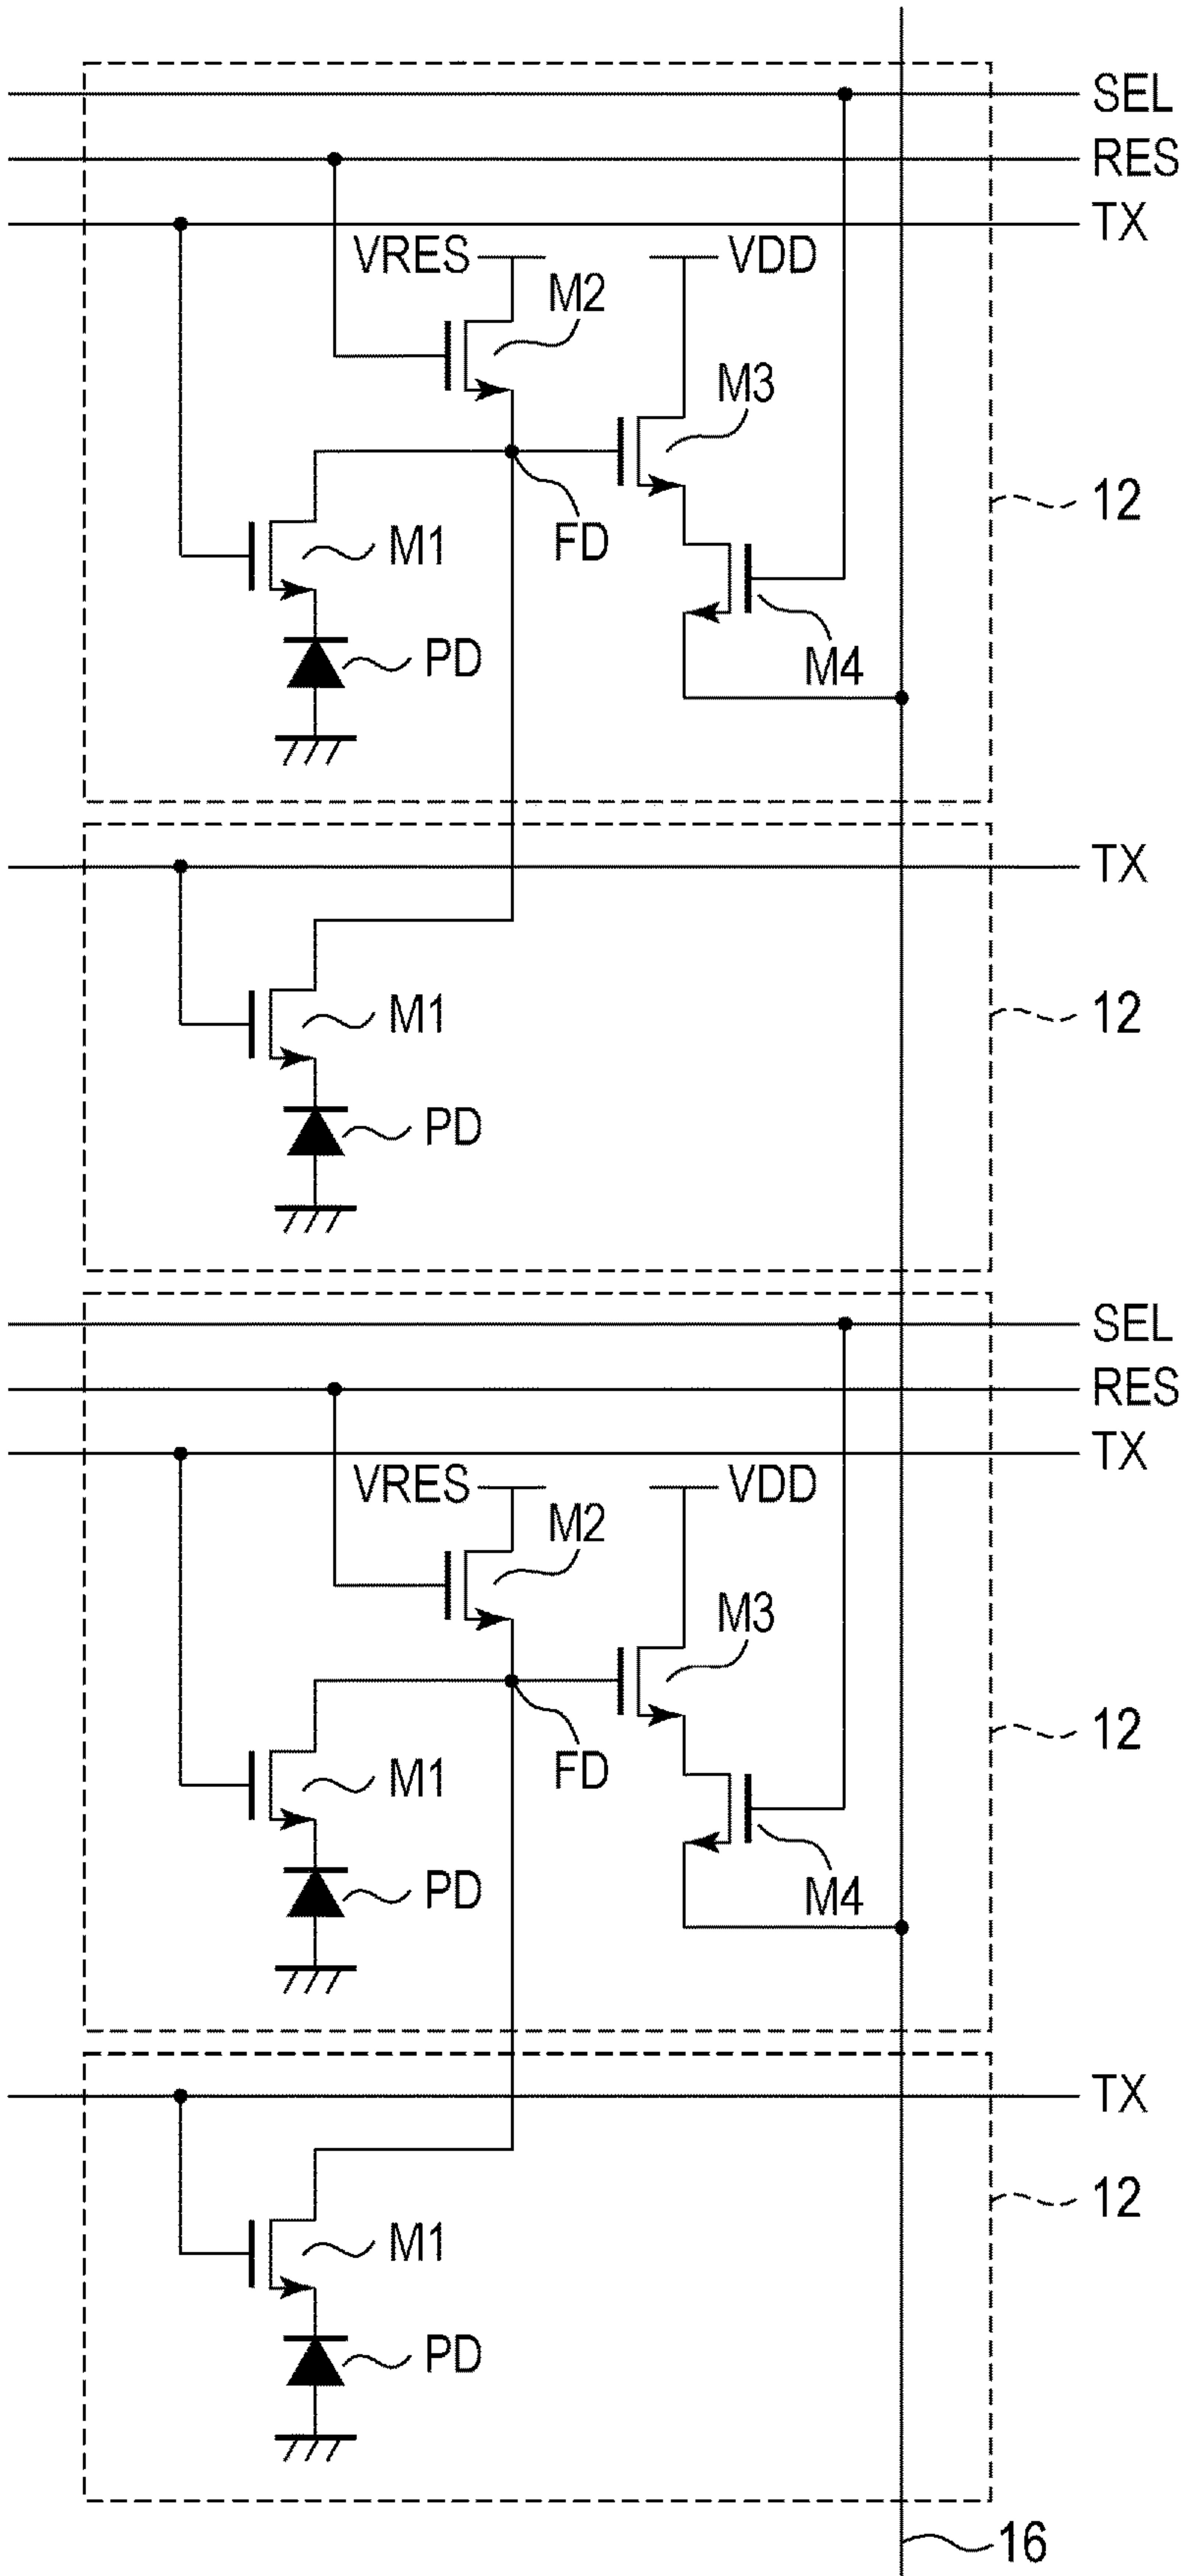 SEL
RES
TX
VRES
VDD
M2
M3
12
FD
M1
PD
M4
TX
M1
12
PD
SEL
RES
TX
VRES
VDD
M2
M3
12
FD
M1
PD
M4
TX
12
M1
PD
16